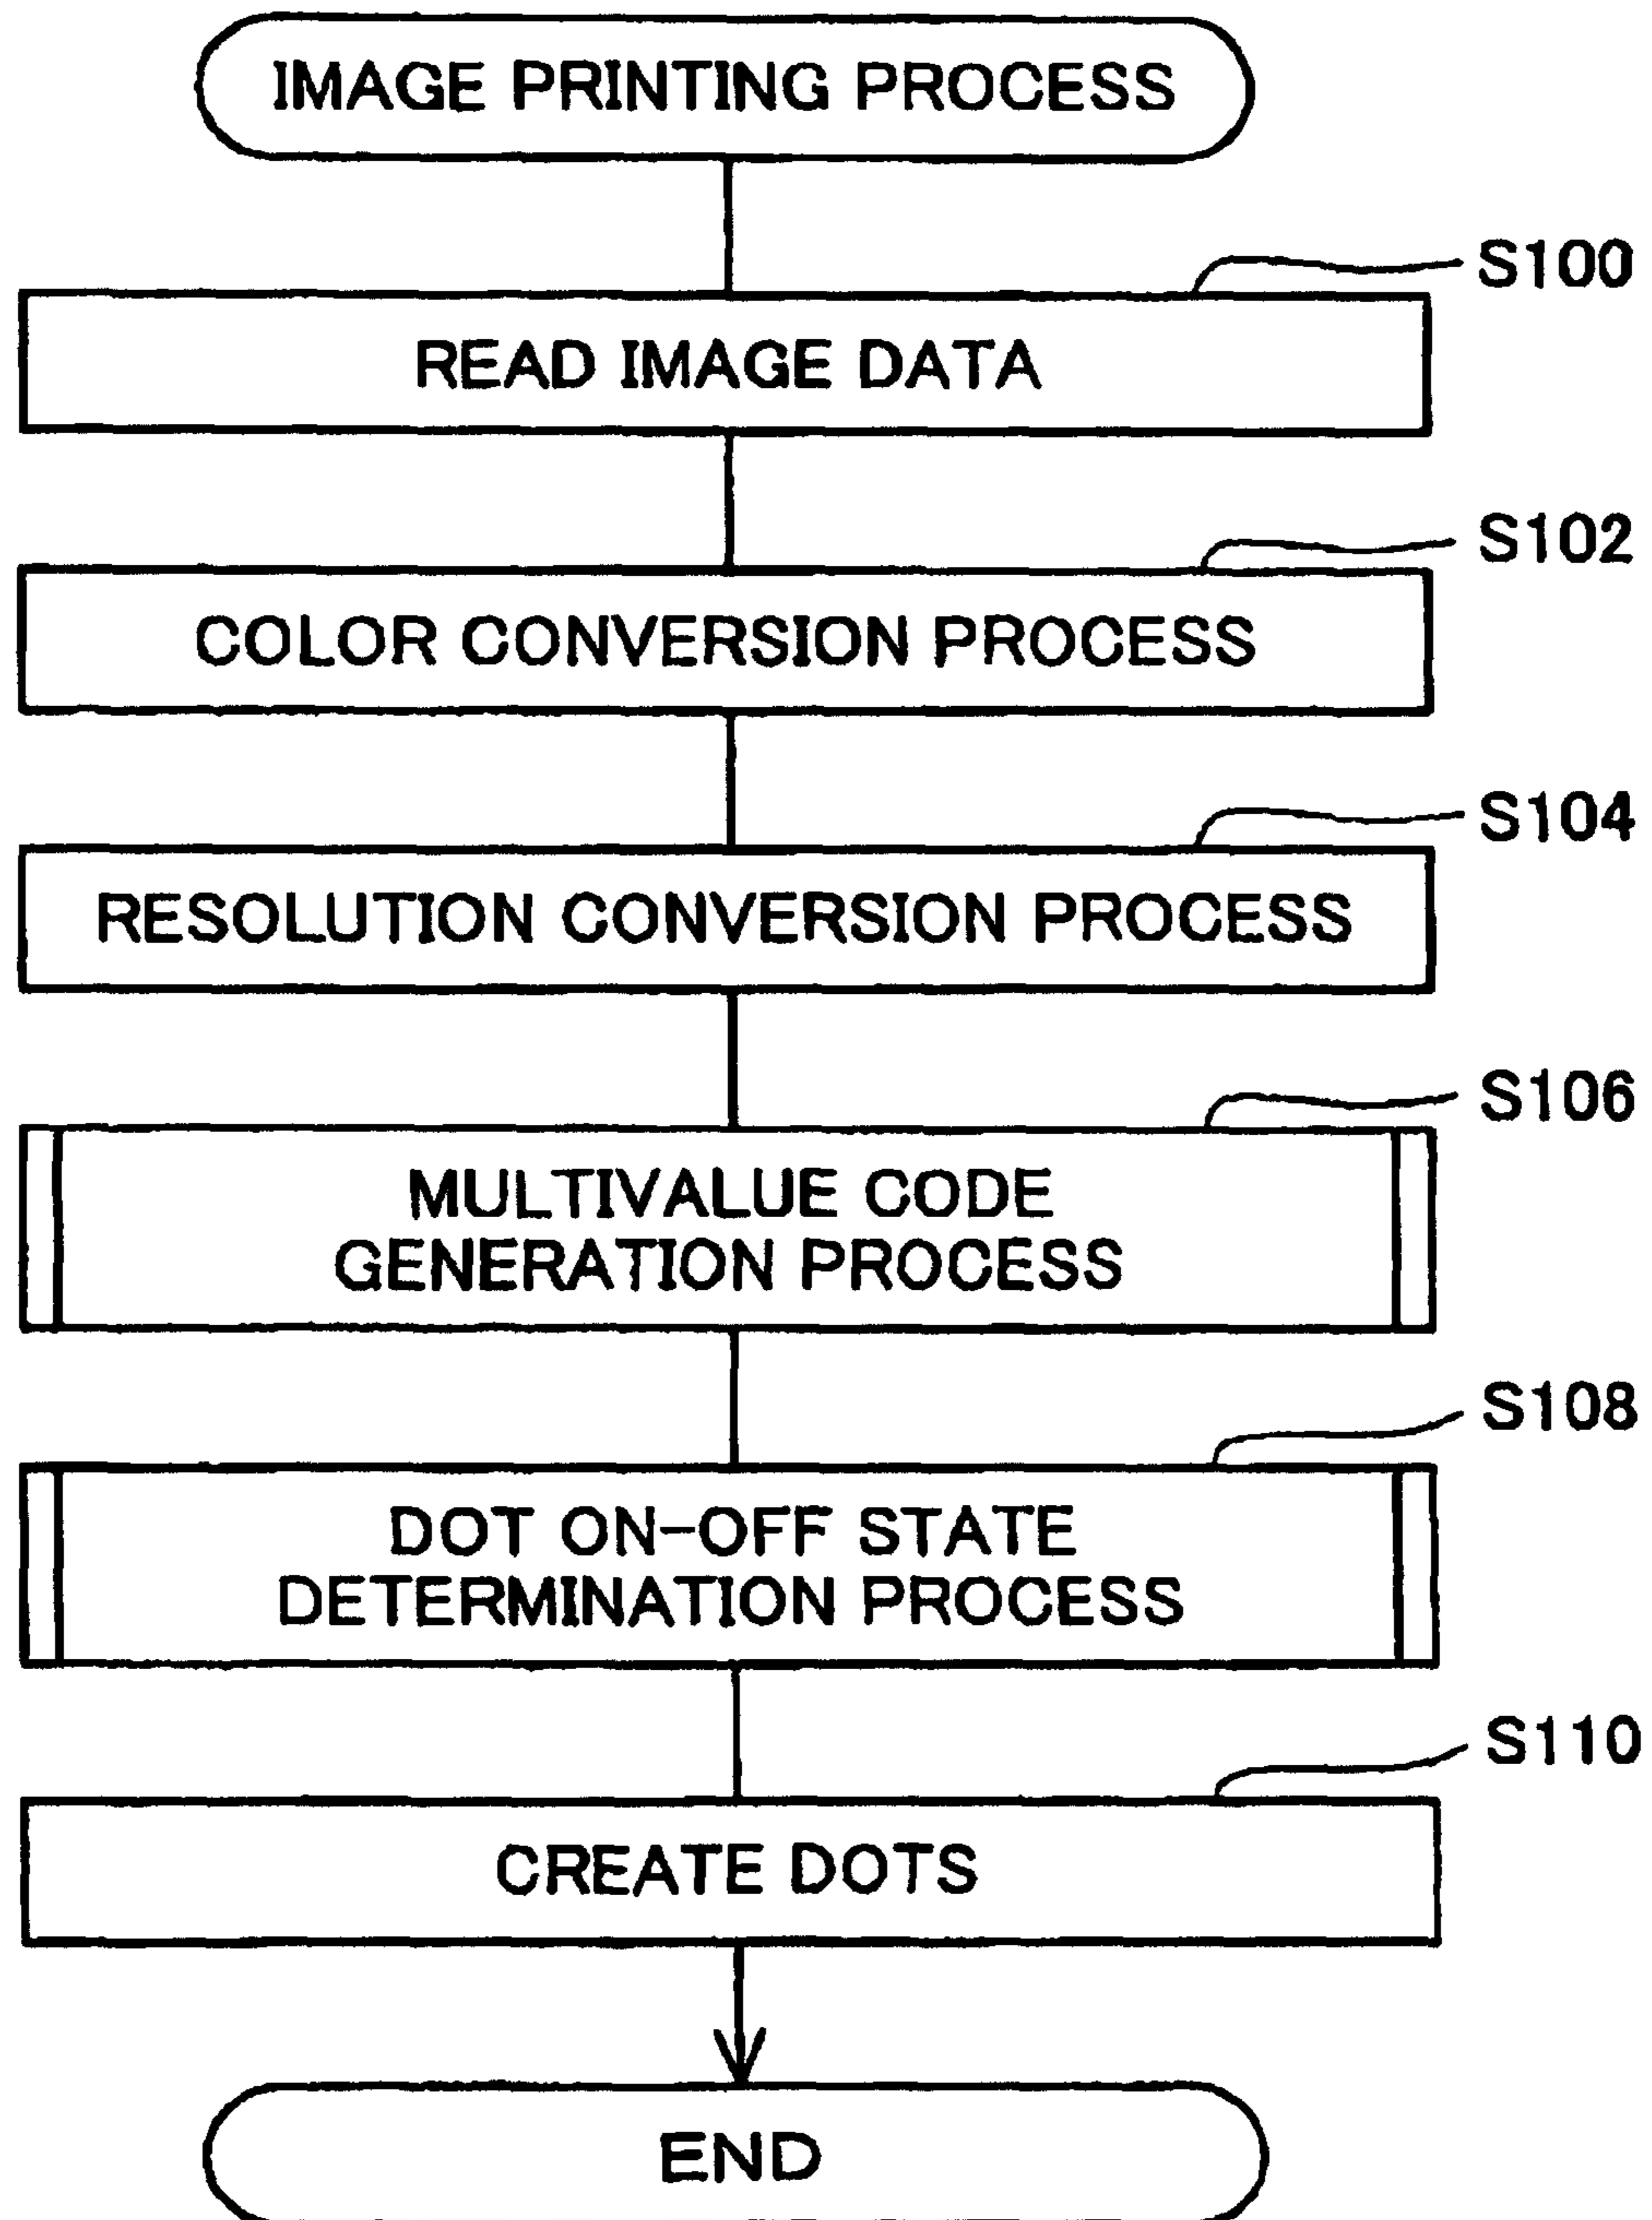 IMAGE PRINTING PROCESS
S100
READ IMAGE DATA
S102
COLOR CONVERSION PROCESS
S104
RESOLUTION CONVERSION PROCESS
S106
MULTIVALUE CODE
GENERATION PROCESS
S108
DOT ON-OFF STATE
DETERMINATION PROCESS
S110
CREATE DOTS
END